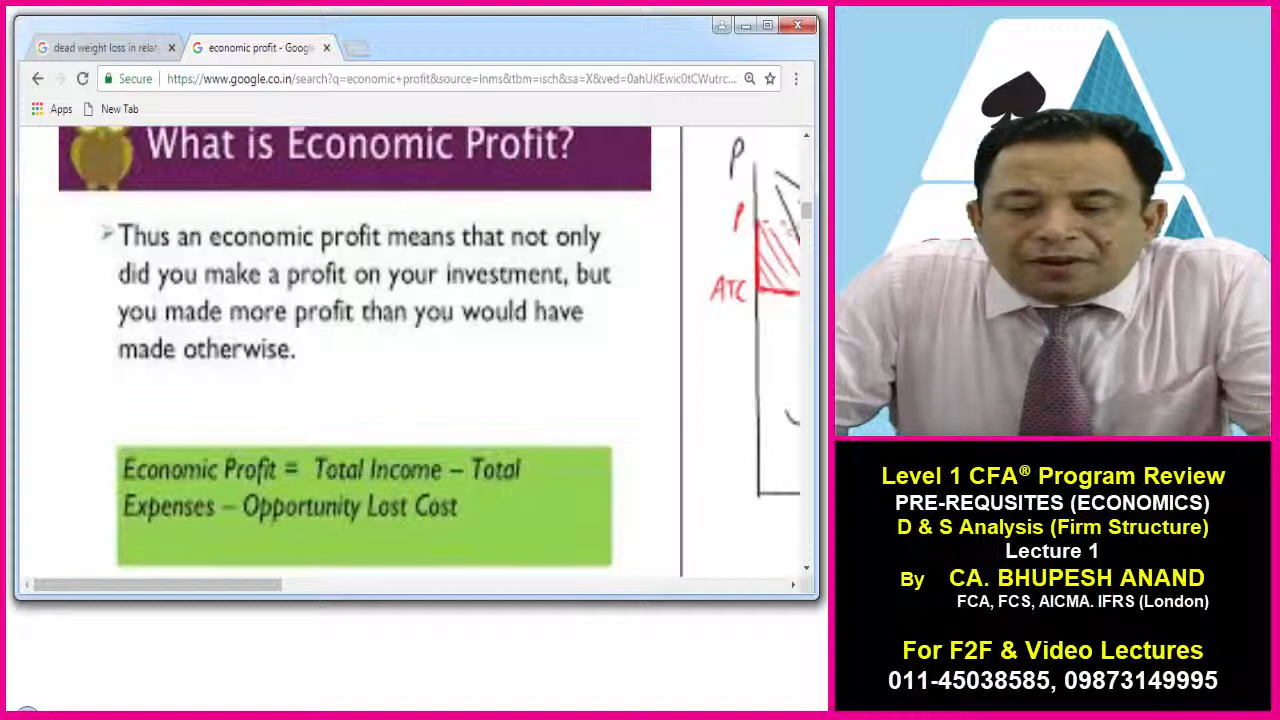 dead weight loss in relat
economic profit - Google
Secure
https://www.google.co.in/search?q=economic+profit&source=lnms&tbm=isch&sa=X&ved=0ahUKEwic0tCWutrc...
Apps
New Tab
What is Economic Profit?
Thus an economic profit means that not only
did you make a profit on your investment, but
you made more profit than you would have
made otherwise.
Economic Profit = Total Income – Total
Expenses – Opportunity Lost Cost
P
P
ATC
Level 1 CFA® Program Review
PRE-REQUSITES (ECONOMICS)
D & S Analysis (Firm Structure)
Lecture 1
By CA. BHUPESH ANAND
FCA, FCS, AICMA. IFRS (London)
For F2F & Video Lectures
011-45038585, 09873149995